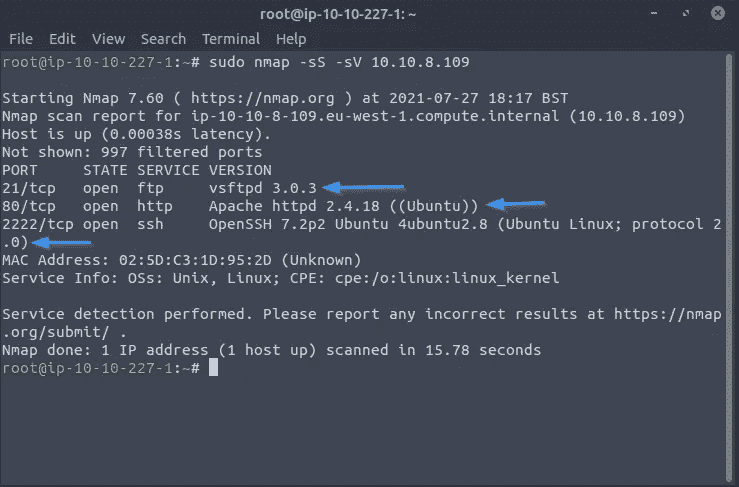 root@ip-10-10-227-1: ~
File Edit View Search Terminal Help
root@ip-10-10-227-1:~# sudo nmap -sS -sV 10.10.8.109
Starting Nmap 7.60 ( https://nmap.org ) at 2021-07-27 18:17 BST
Nmap scan report for ip-10-10-8-109.eu-west-1.compute.internal (10.10.8.109)
Host is up (0.00038s latency).
Not shown: 997 filtered ports
PORT     STATE SERVICE VERSION
21/tcp   open  ftp     vsftpd 3.0.3
80/tcp   open  http    Apache httpd 2.4.18 ((Ubuntu))
2222/tcp open  ssh     OpenSSH 7.2p2 Ubuntu 4ubuntu2.8 (Ubuntu Linux; protocol 2
.0)
MAC Address: 02:5D:C3:1D:95:2D (Unknown)
Service Info: OSs: Unix, Linux; CPE: cpe:/o:linux:linux_kernel
Service detection performed. Please report any incorrect results at https://nmap
.org/submit/ .
Nmap done: 1 IP address (1 host up) scanned in 15.78 seconds
root@ip-10-10-227-1:~#